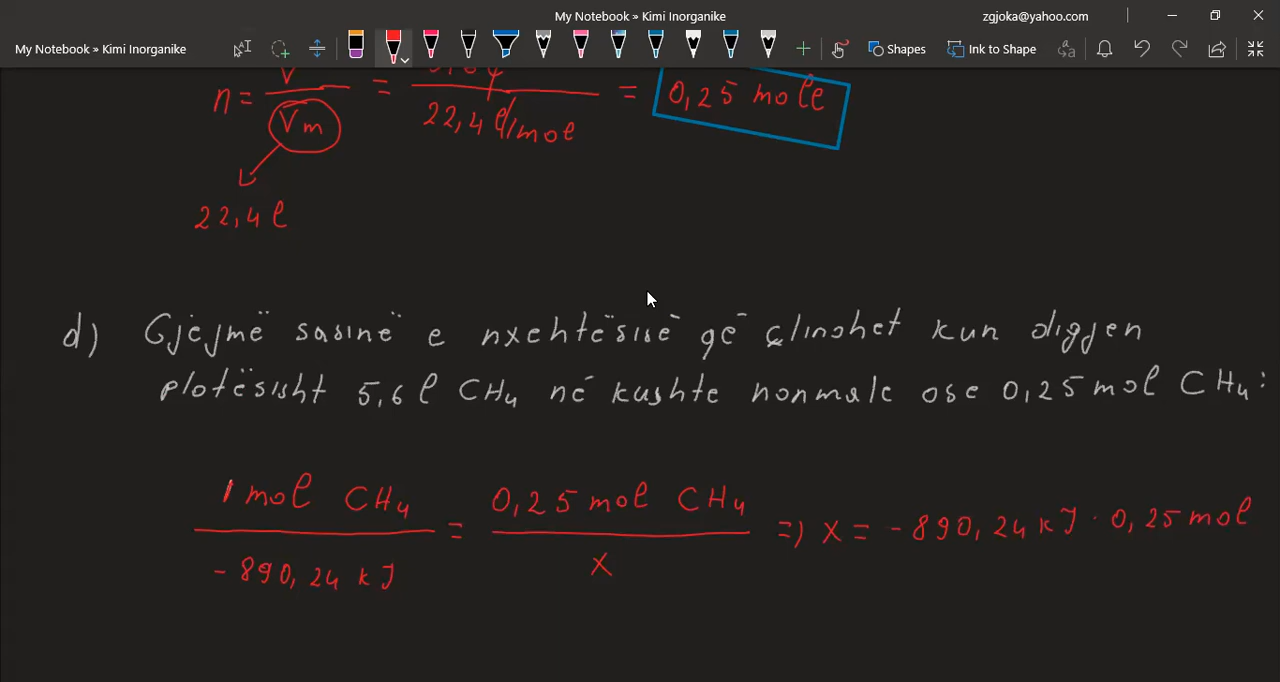 My Notebook » Kimi Inorganike
zgjoka@yahoo.com
My Notebook » Kimi Inorganike
Shapes
Ink to Shape
n = V / Vm = / 22,4 l/mol = 0,25 mole
22,4 l
d) Gjejmë sasinë e nxehtësisë që çlirohet kur digjen
plotësisht 5,6 l CH4 në kushte normale ose 0,25 mol CH4:
1 mol CH4 / -890,24 kJ = 0,25 mol CH4 / X => X = -890,24 kJ · 0,25 mol